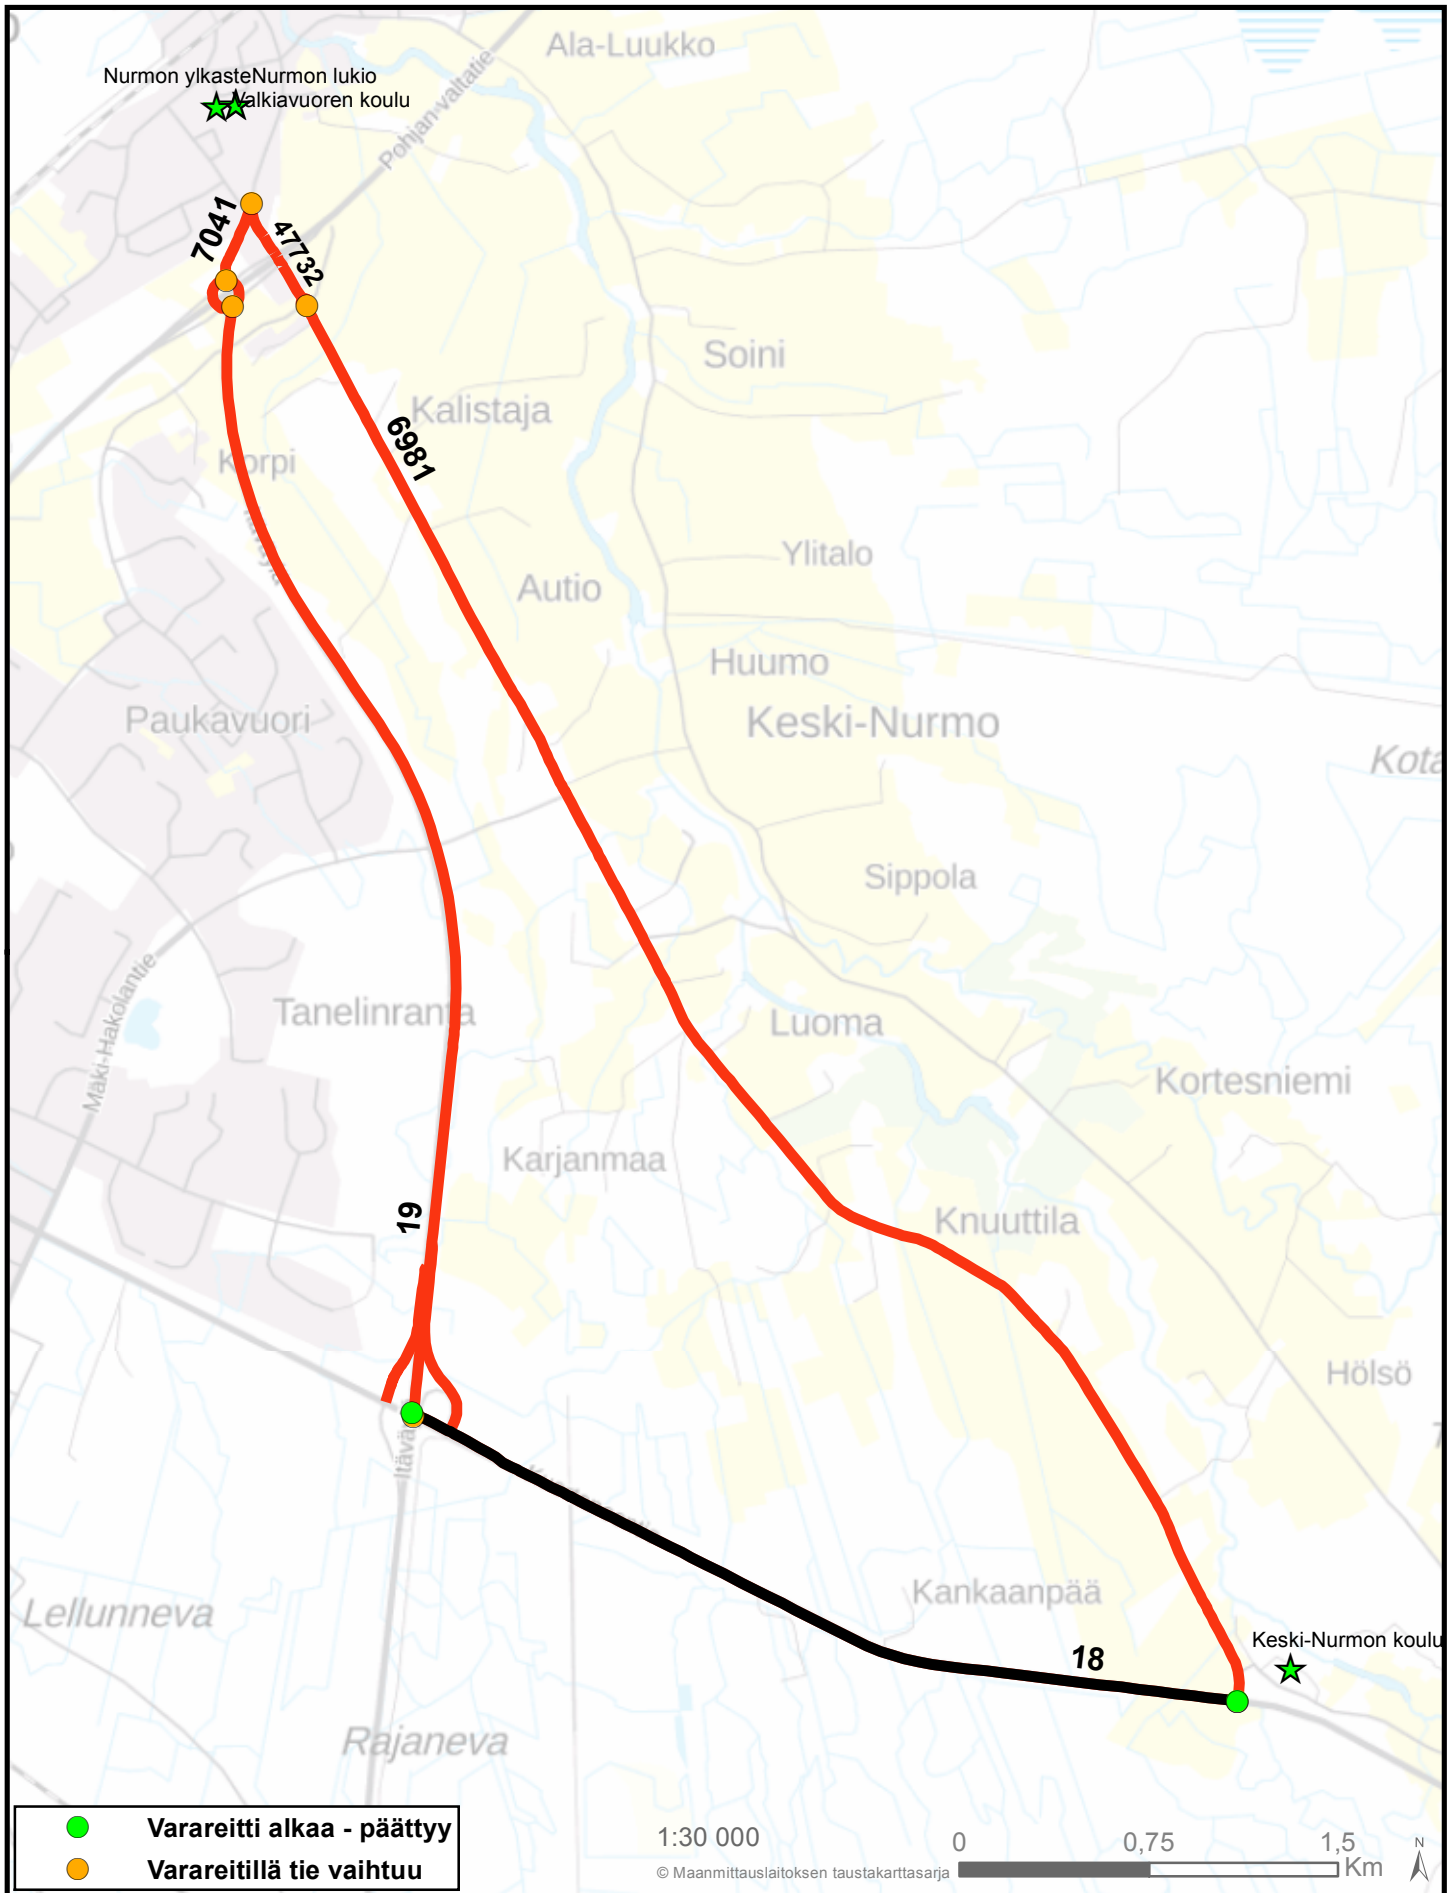 Ala-Luukko
Nurmon ylkasteNurmon lukio
Valkiavuoren koulu
Pohjan-valtatie
7041
47732
Soini
Kalistaja
6981
Korpi
Ylitalo
Autio
Huumo
Paukavuori
Keski-Nurmo
Kota
Sippola
Mäki-Hakolantie
Tanelinranta
Luoma
Kortesniemi
Karjanmaa
19
Knuuttila
Hölsö
Itävä
Kankaanpää
Lellunneva
18
Keski-Nurmon koulu
Rajaneva
Varareitti alkaa - päättyy
Varareitillä tie vaihtuu
1:30 000
© Maanmittauslaitoksen taustakarttasarja
0 0,75 1,5
Km
N